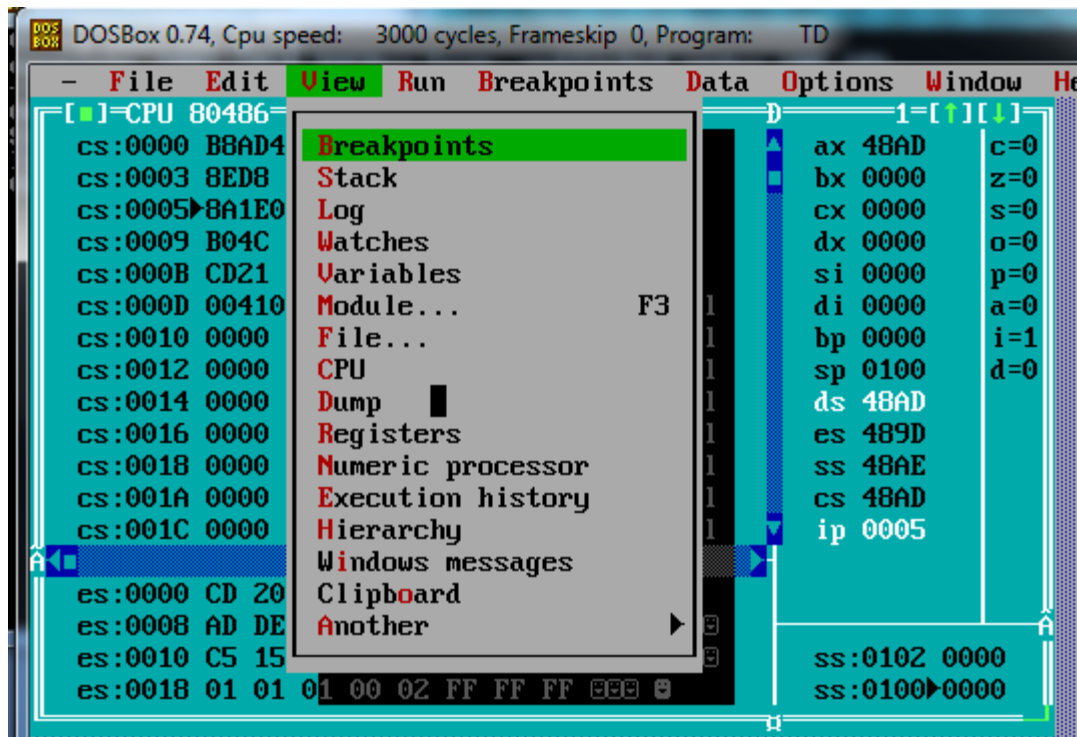 DOSBox 0.74, Cpu speed: 3000 cycles, Frameskip 0, Program: TD
- File Edit View Run Breakpoints Data Options Window He
[■]=CPU 80486 D 1=[↑][↓]
cs:0000 B8AD4 Breakpoints ax 48AD c=0
cs:0003 8ED8 Stack bx 0000 z=0
cs:0005▶8A1E0 Log cx 0000 s=0
cs:0009 B04C Watches dx 0000 o=0
cs:000B CD21 Variables si 0000 p=0
cs:000D 00410 Module... F3 l di 0000 a=0
cs:0010 0000 File... l bp 0000 i=1
cs:0012 0000 CPU l sp 0100 d=0
cs:0014 0000 Dump l ds 48AD
cs:0016 0000 Registers l es 489D
cs:0018 0000 Numeric processor l ss 48AE
cs:001A 0000 Execution history l cs 48AD
cs:001C 0000 Hierarchy l ip 0005
Windows messages
es:0000 CD 20 Clipboard
es:0008 AD DE Another ▶
es:0010 C5 15 ss:0102 0000
es:0018 01 01 01 00 02 FF FF FF ss:0100▶0000